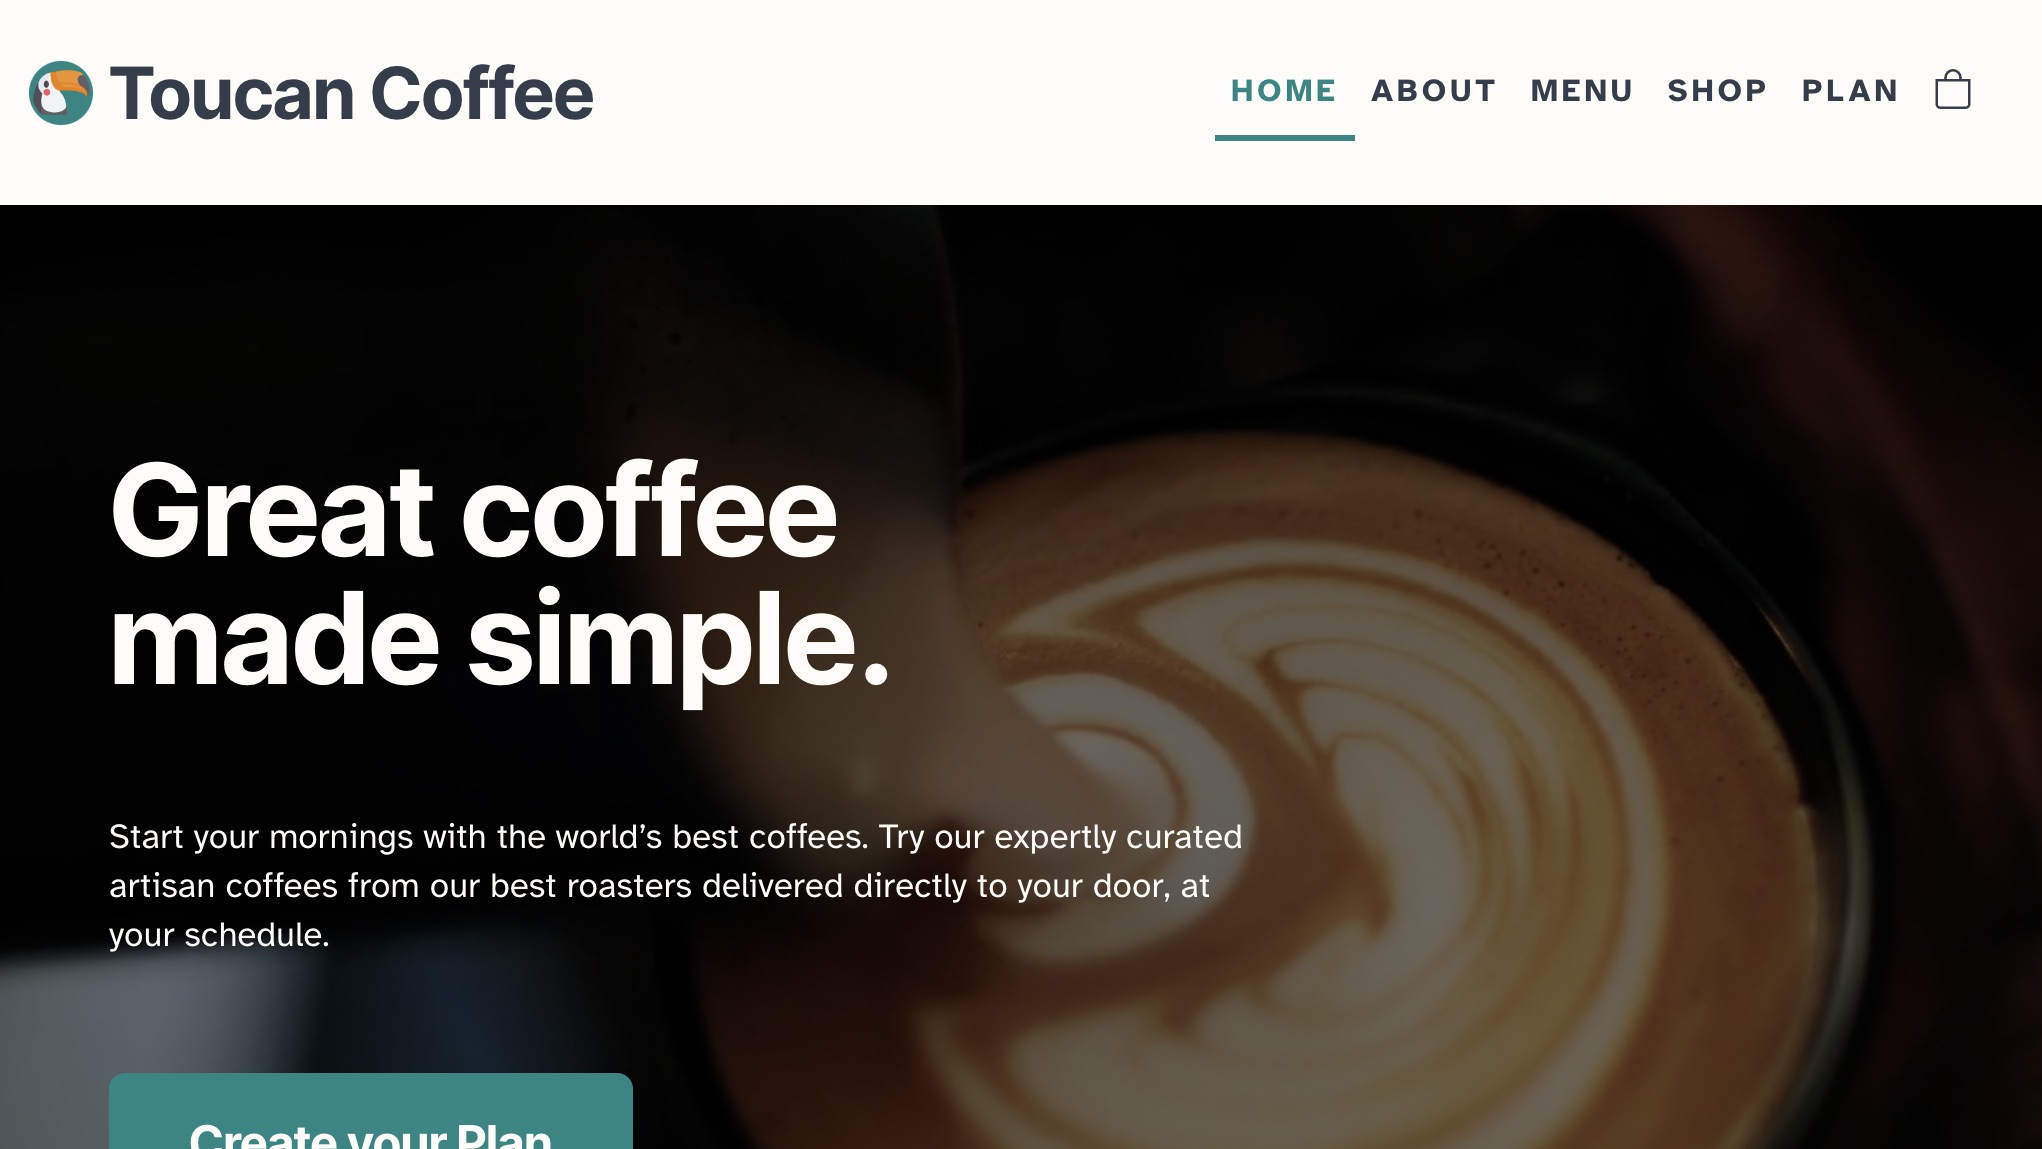 Toucan Coffee
HOME ABOUT MENU SHOP PLAN
Great coffee
made simple.
Start your mornings with the world’s best coffees. Try our expertly curated
artisan coffees from our best roasters delivered directly to your door, at
your schedule.
Create your Plan